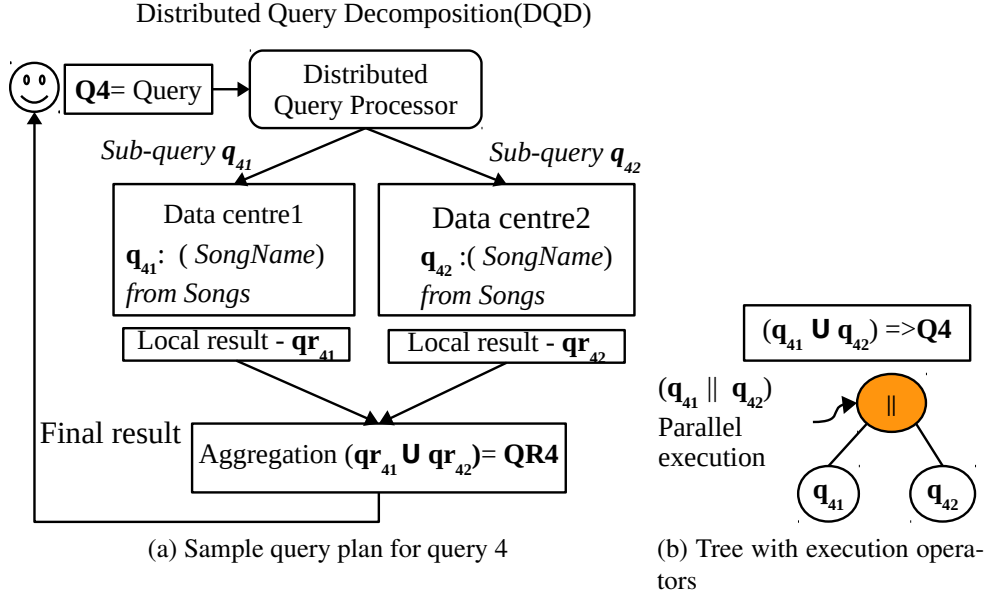 Distributed Query Decomposition(DQD)
Q4= Query
Distributed
Query Processor
Sub-query q41
Sub-query q42
Data centre1
q41: ( SongName)
from Songs
Data centre2
q42 :( SongName)
from Songs
Local result - qr41
Local result - qr42
Final result
Aggregation (qr41 U qr42)= QR4
(a) Sample query plan for query 4
(q41 U q42) =>Q4
(q41 || q42)
Parallel
execution
||
q41
q42
(b) Tree with execution opera-
tors